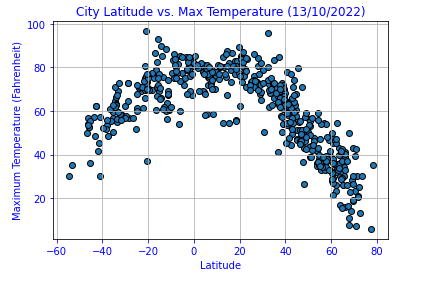 City Latitude vs. Max Temperature (13/10/2022)
Maximum Temperature (Fahrenheit)
100
80
60
40
20
−60 −40 −20 0 20 40 60 80
Latitude